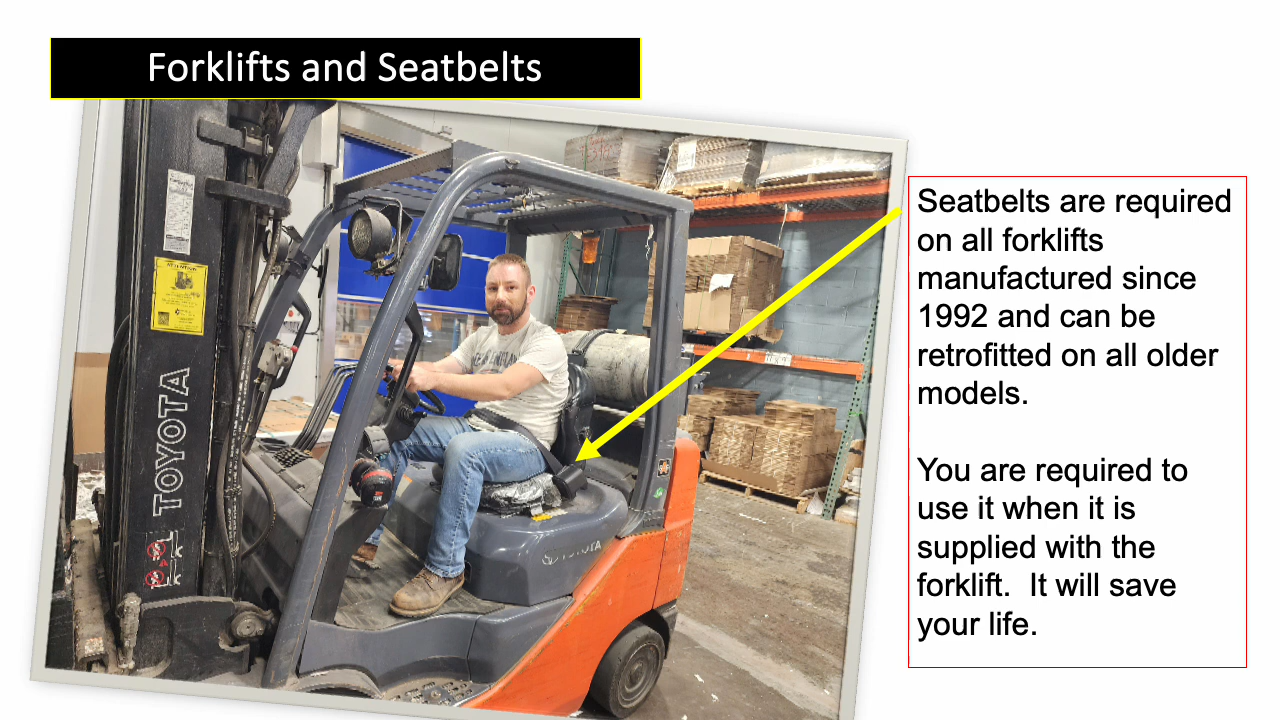 Forklifts and Seatbelts
Seatbelts are required
on all forklifts
manufactured since
1992 and can be
retrofitted on all older
models.
You are required to
use it when it is
supplied with the
forklift.  It will save
your life.
TOYOTA
TOYOTA